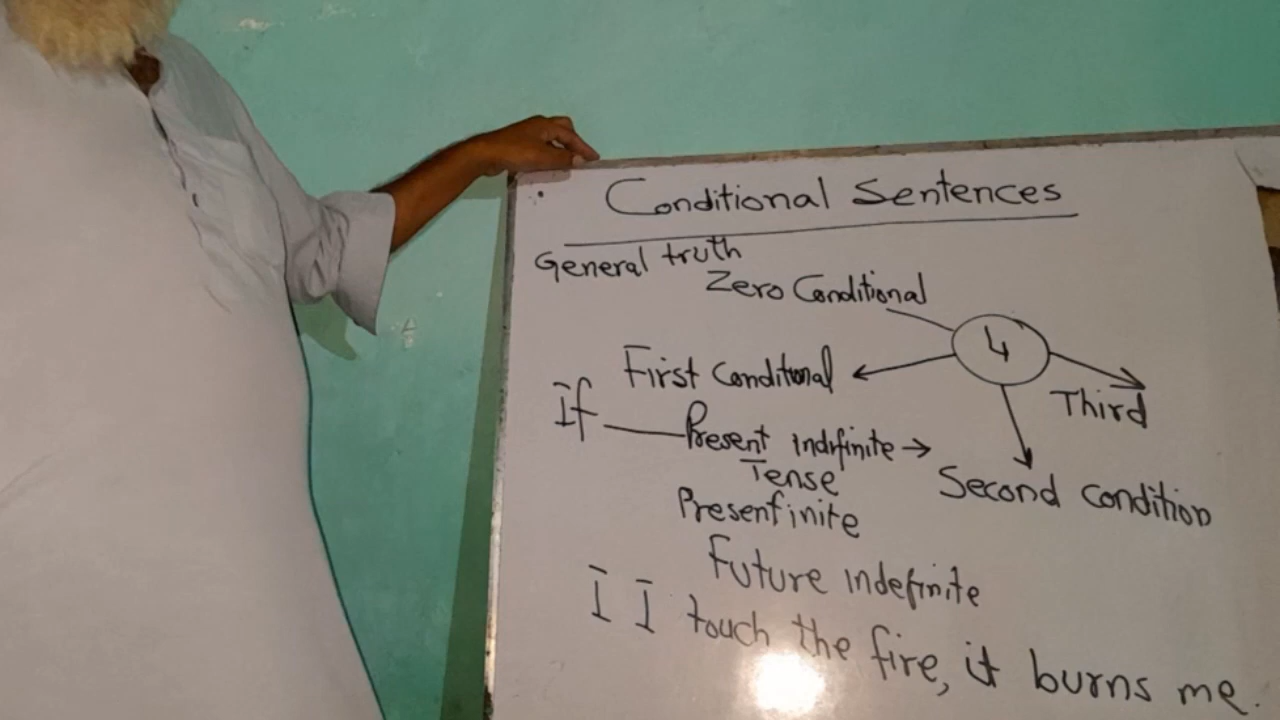 Conditional Sentences
General truth
Zero Conditional
4
First Conditional
Third
If — Present indifinite →
Tense
Second Condition
Presenfinite
Future indefinite
I I touch the fire, it burns me.